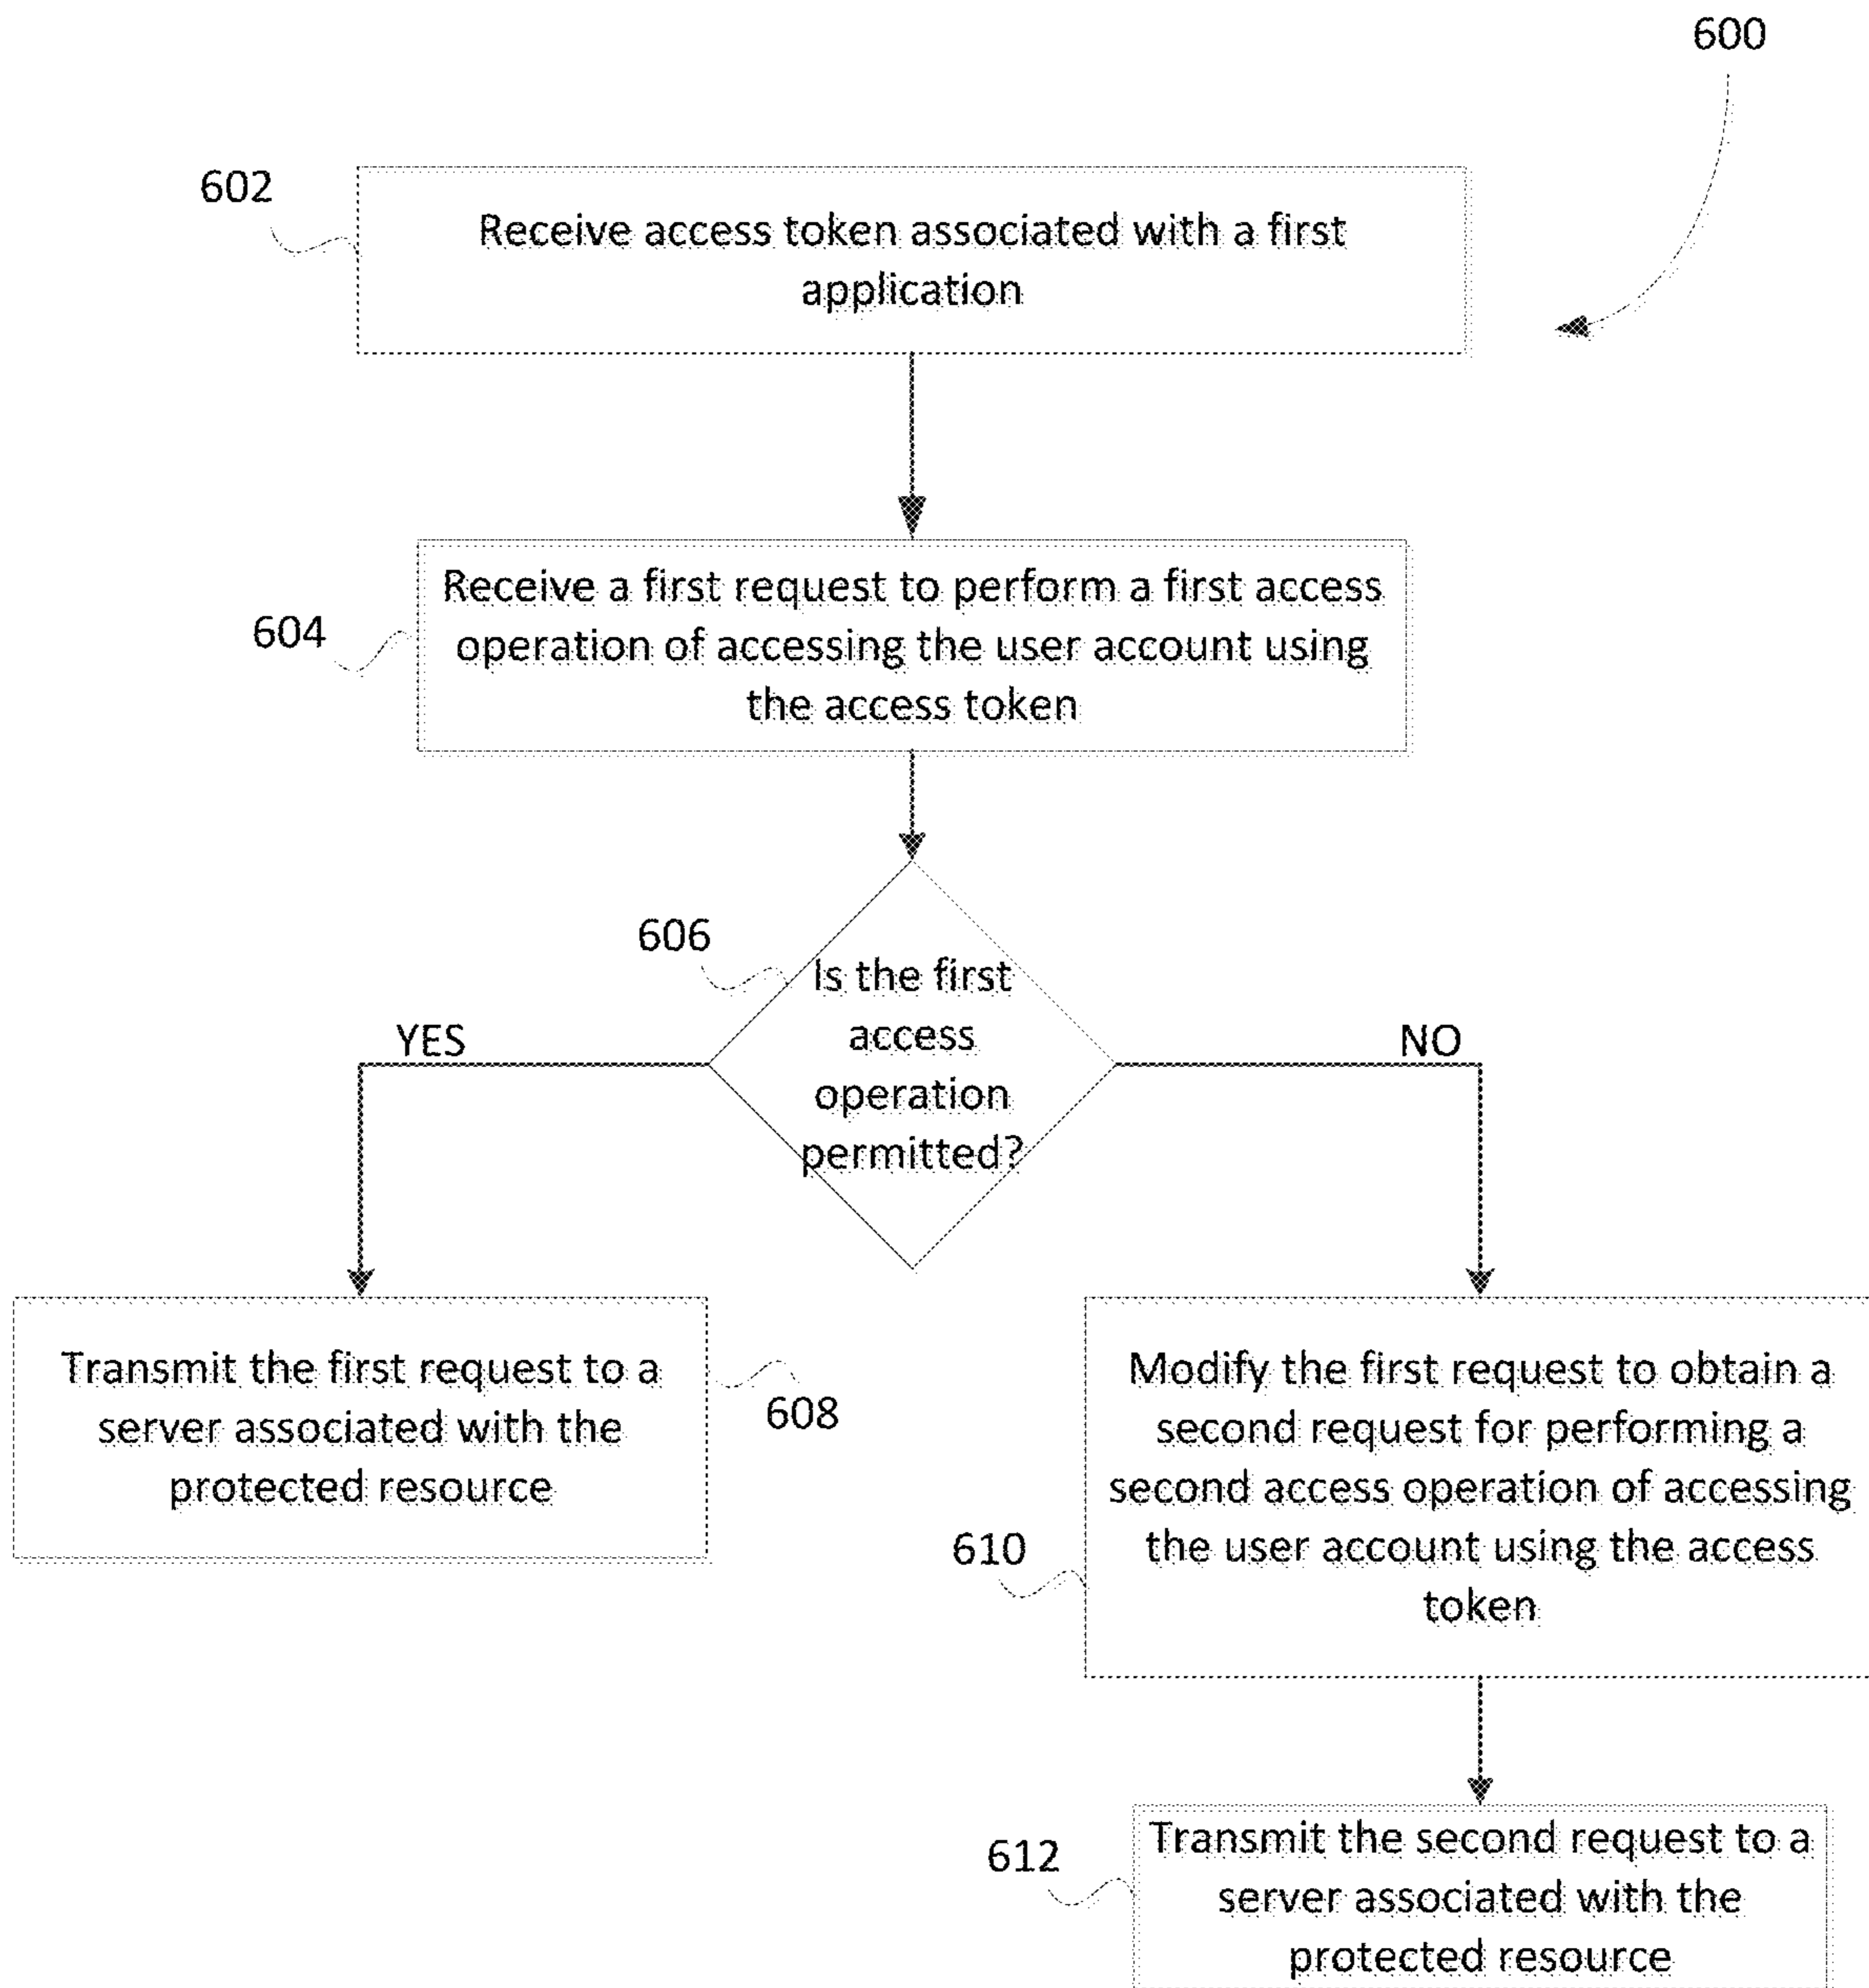 600
602
Receive access token associated with a first
application
604
Receive a first request to perform a first access
operation of accessing the user account using
the access token
606
Is the first
access
operation
permitted?
YES
NO
Transmit the first request to a
server associated with the
protected resource
608
Modify the first request to obtain a
second request for performing a
second access operation of accessing
the user account using the access
token
610
612
Transmit the second request to a
server associated with the
protected resource